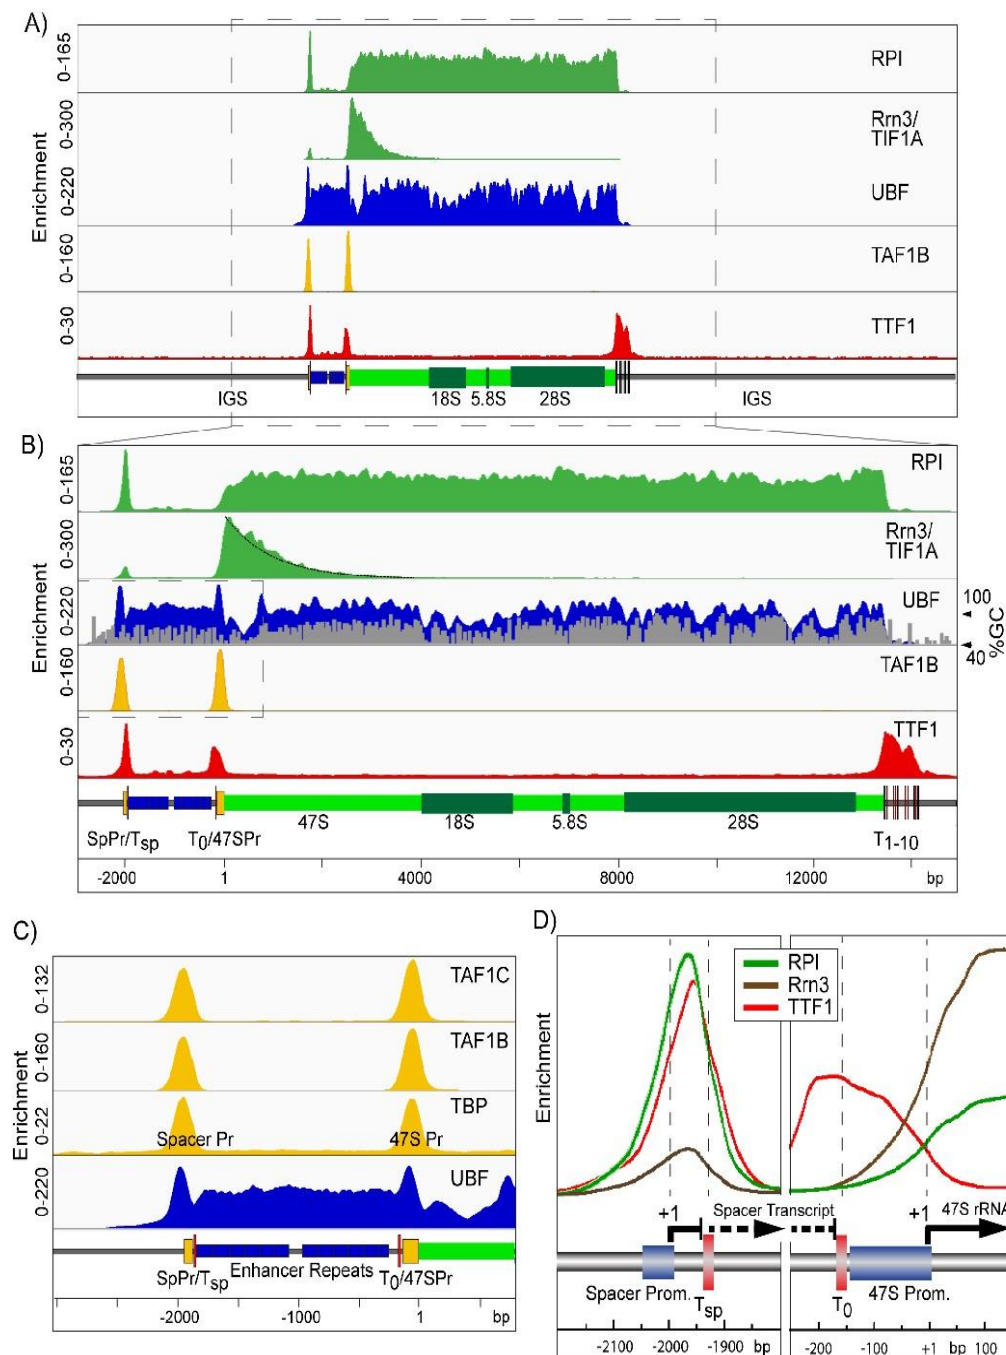 A)
Enrichment
0-165
RPI
0-300
Rrn3/
TIF1A
0-220
UBF
0-160
TAF1B
0-30
TTF1
IGS
18S 5.8S 28S
IGS
B)
Enrichment
0-165
RPI
0-300
Rrn3/
TIF1A
0-220
UBF
100
%GC
40
0-160
TAF1B
0-30
TTF1
47S 18S 5.8S 28S
SpPr/Tsp T0/47SPr T1-10
-2000 1 4000 8000 12000 bp
C)
Enrichment
0-132
TAF1C
0-160
TAF1B
0-22
TBP
Spacer Pr 47S Pr
0-220
UBF
SpPr/Tsp Enhancer Repeats T0/47SPr
-2000 -1000 1 bp
D)
Enrichment
RPI
Rrn3
TTF1
+1 Spacer Transcript +1 47S rRNA
Spacer Prom. Tsp T0 47S Prom.
-2100 -2000 -1900 bp -200 -100 +1 bp 100